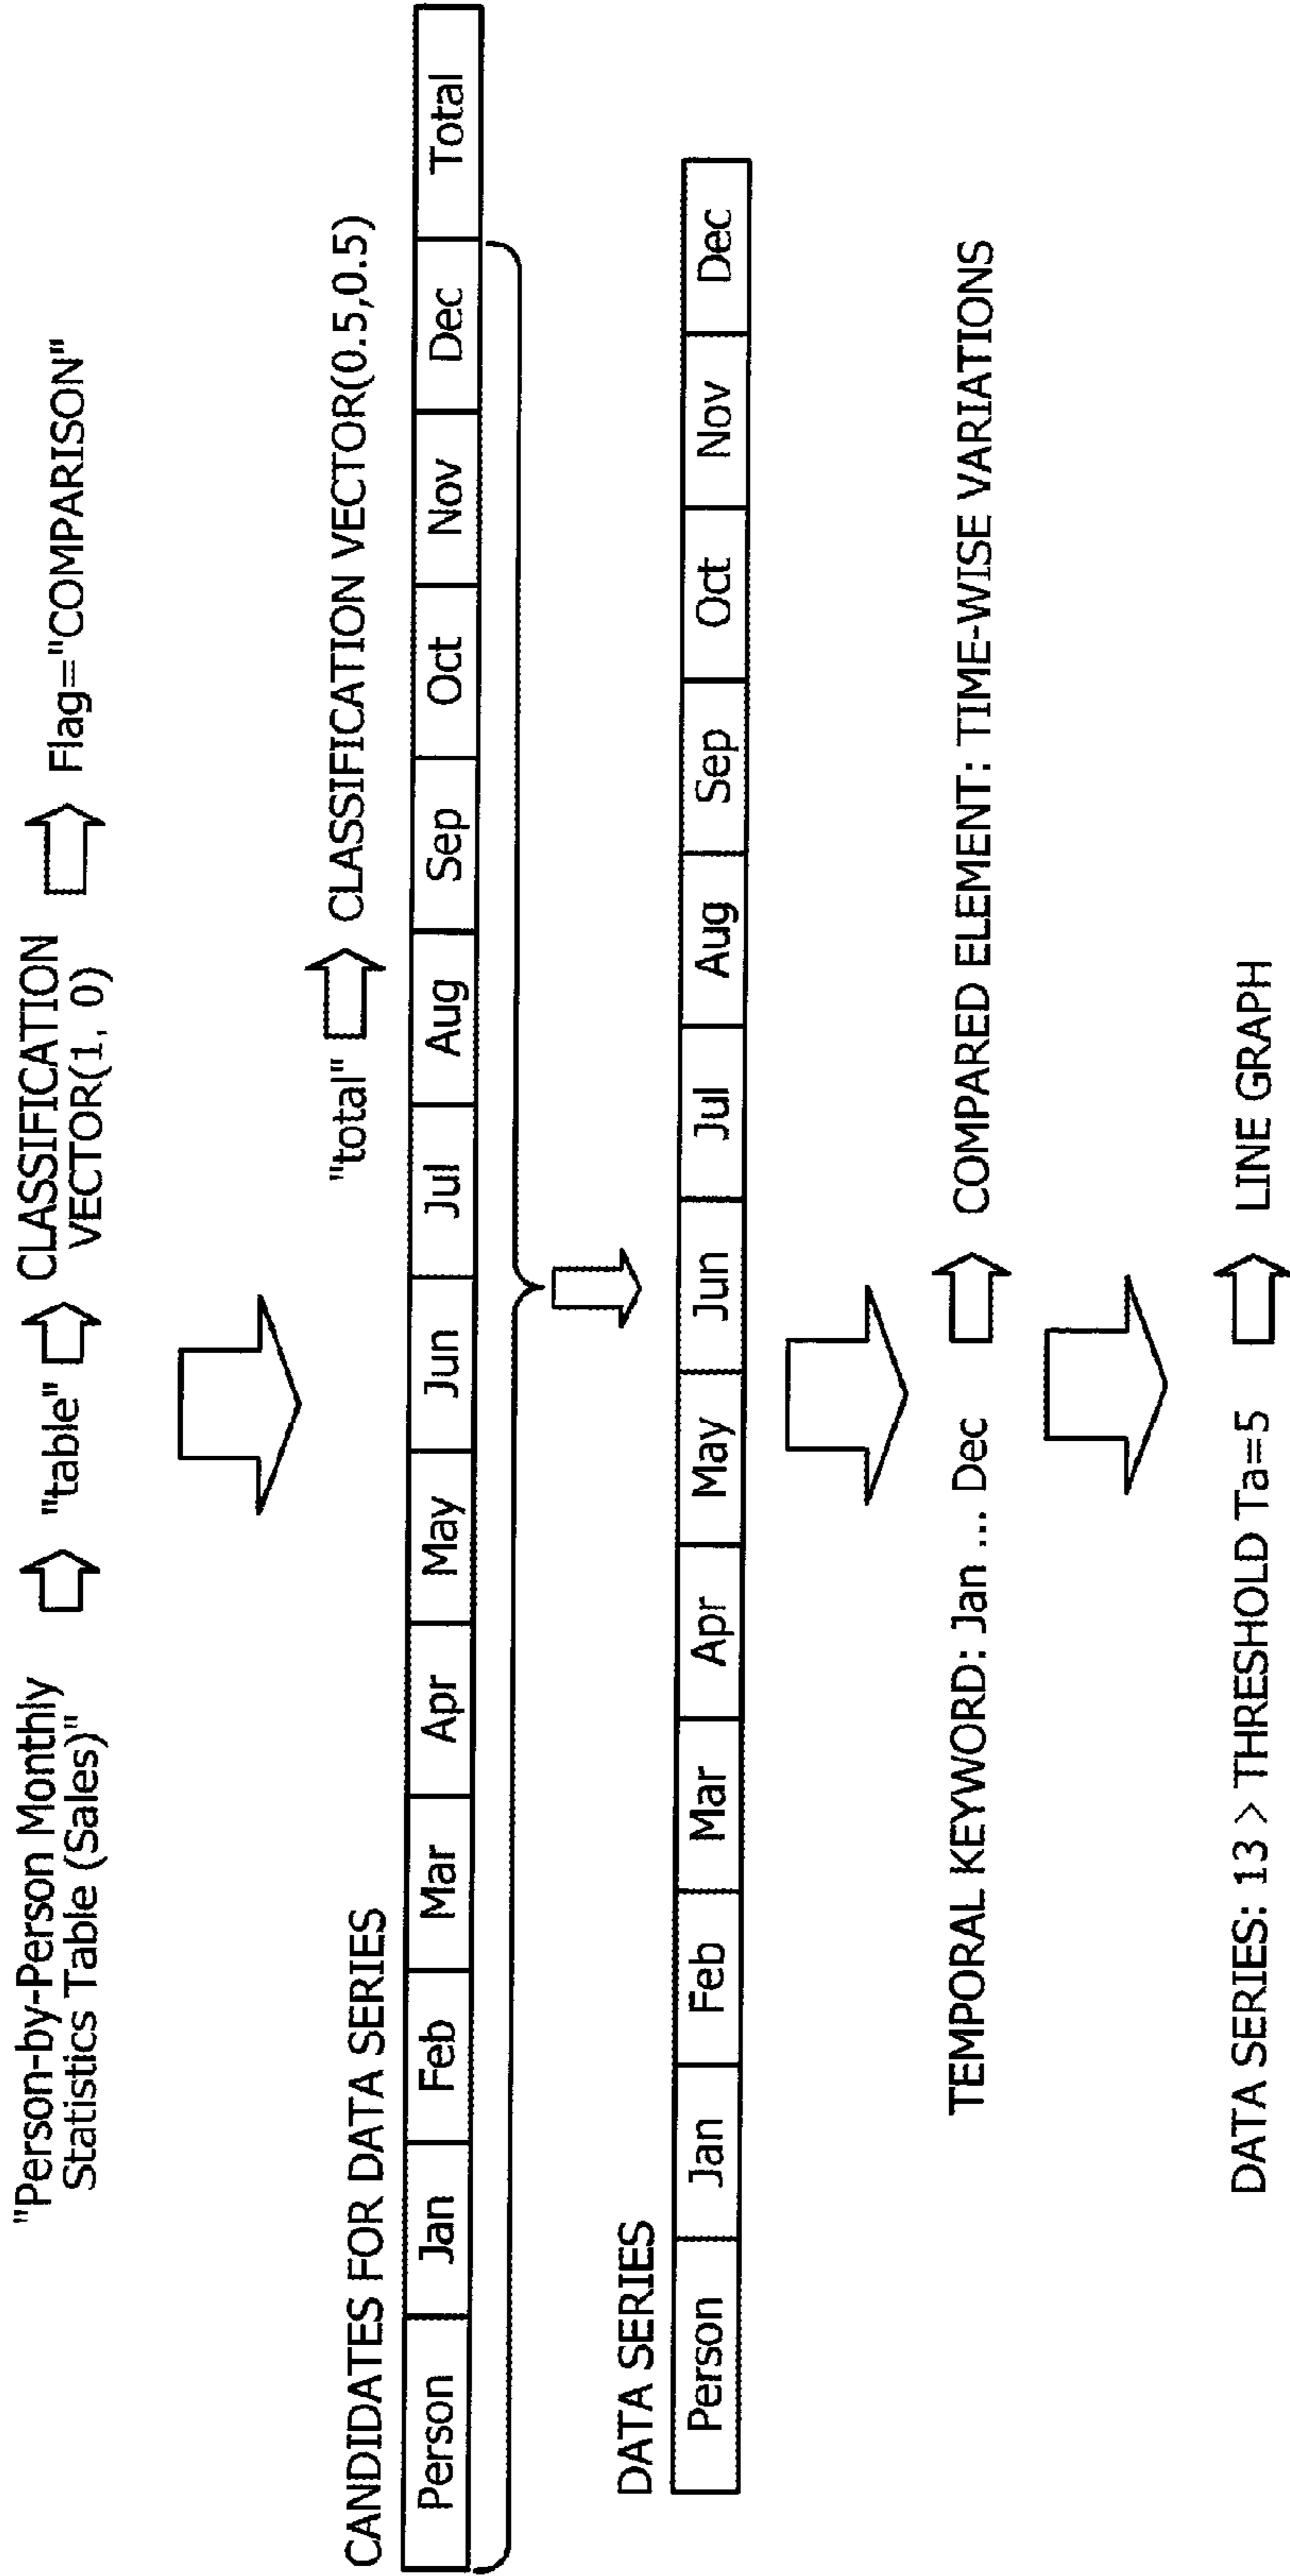 "Person-by-Person Monthly
Statistics Table (Sales)"
"table"
CLASSIFICATION
VECTOR(1, 0)
Flag="COMPARISON"
"total"
CLASSIFICATION VECTOR(0.5,0.5)
CANDIDATES FOR DATA SERIES
Person Jan Feb Mar Apr May Jun Jul Aug Sep Oct Nov Dec Total
DATA SERIES
Person Jan Feb Mar Apr May Jun Jul Aug Sep Oct Nov Dec
TEMPORAL KEYWORD: Jan ... Dec
COMPARED ELEMENT: TIME-WISE VARIATIONS
DATA SERIES: 13 > THRESHOLD Ta=5
LINE GRAPH